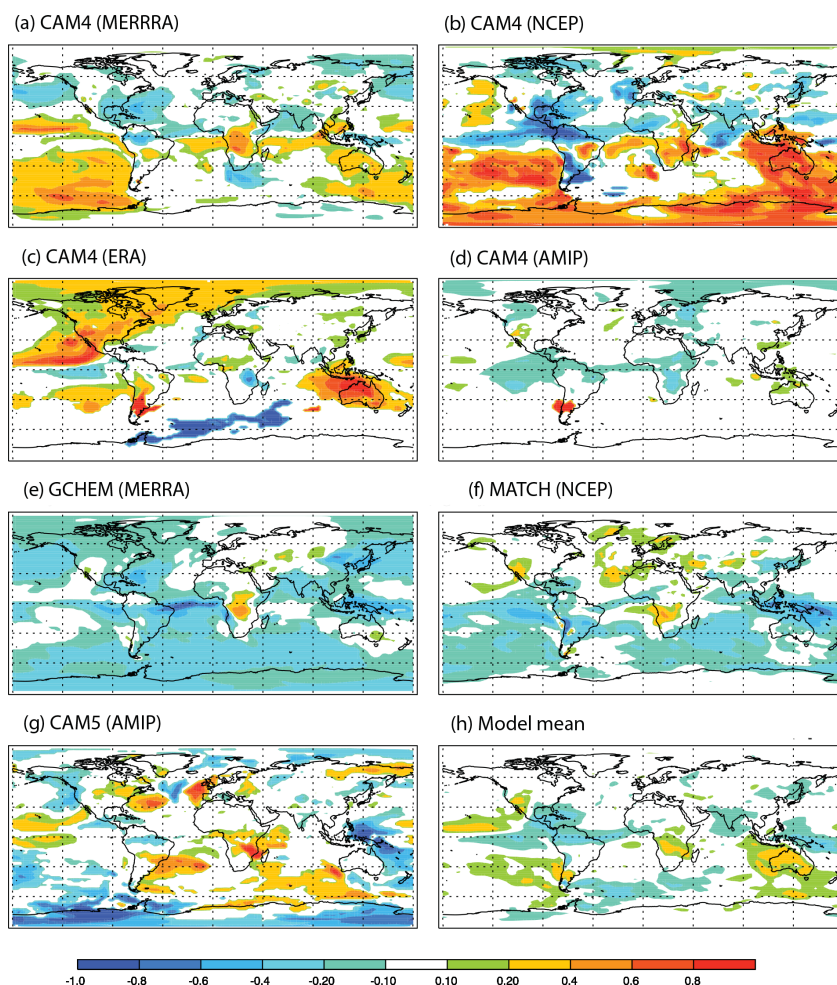 (a) CAM4 (MERRRA)
(b) CAM4 (NCEP)
(c) CAM4 (ERA)
(d) CAM4 (AMIP)
(e) GCHEM (MERRA)
(f) MATCH (NCEP)
(g) CAM5 (AMIP)
(h) Model mean
-1.0 -0.8 -0.6 -0.4 -0.20 -0.10 0.10 0.20 0.4 0.6 0.8